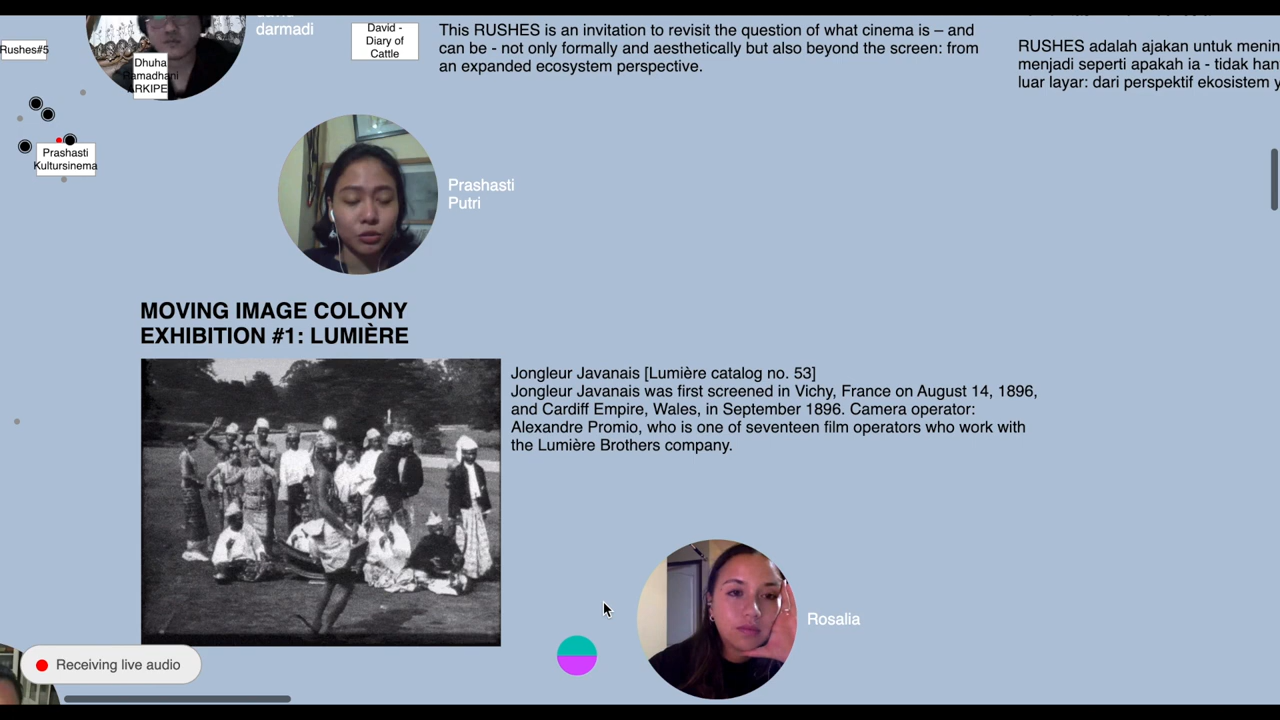 darmadi
Rushes#5
David -
Diary of
Cattle
This RUSHES is an invitation to revisit the question of what cinema is – and
can be - not only formally and aesthetically but also beyond the screen: from
an expanded ecosystem perspective.
RUSHES adalah ajakan untuk menin
menjadi seperti apakah ia - tidak han
luar layar: dari perspektif ekosistem y
Dhuha
Ramadhani
ARKIPE
Prashasti
Kultursinema
Prashasti
Putri
MOVING IMAGE COLONY
EXHIBITION #1: LUMIÈRE
Jongleur Javanais [Lumière catalog no. 53]
Jongleur Javanais was first screened in Vichy, France on August 14, 1896,
and Cardiff Empire, Wales, in September 1896. Camera operator:
Alexandre Promio, who is one of seventeen film operators who work with
the Lumière Brothers company.
Rosalia
Receiving live audio